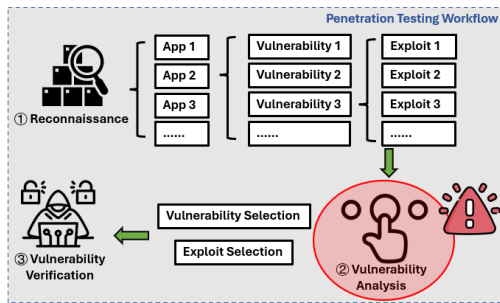 Penetration Testing Workflow
App 1
App 2
App 3
......
Vulnerability 1
Vulnerability 2
Vulnerability 3
......
Exploit 1
Exploit 2
Exploit 3
......
① Reconnaissance
Vulnerability Selection
Exploit Selection
② Vulnerability
Analysis
③ Vulnerability
Verification